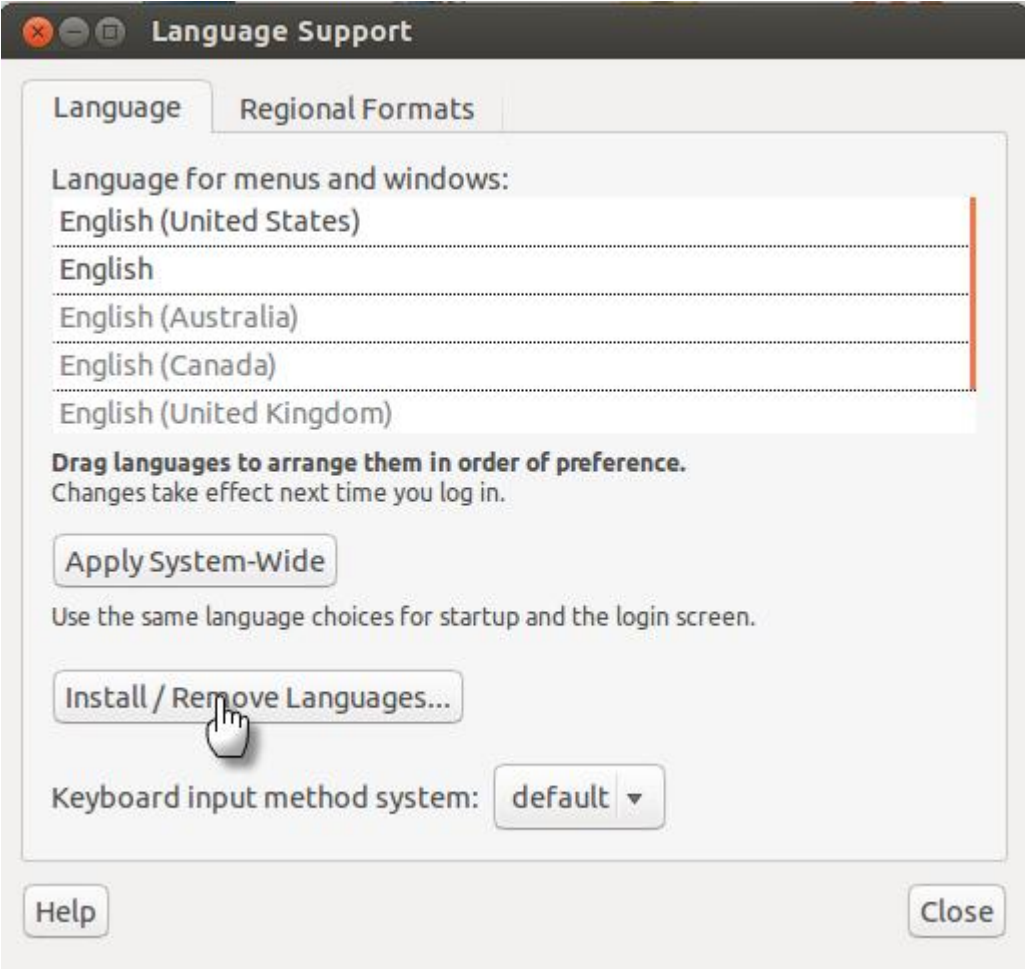 Language Support
Language Regional Formats
Language for menus and windows:
English (United States)
English
English (Australia)
English (Canada)
English (United Kingdom)
Drag languages to arrange them in order of preference.
Changes take effect next time you log in.
Apply System-Wide
Use the same language choices for startup and the login screen.
Install / Remove Languages...
Keyboard input method system: default
Help Close